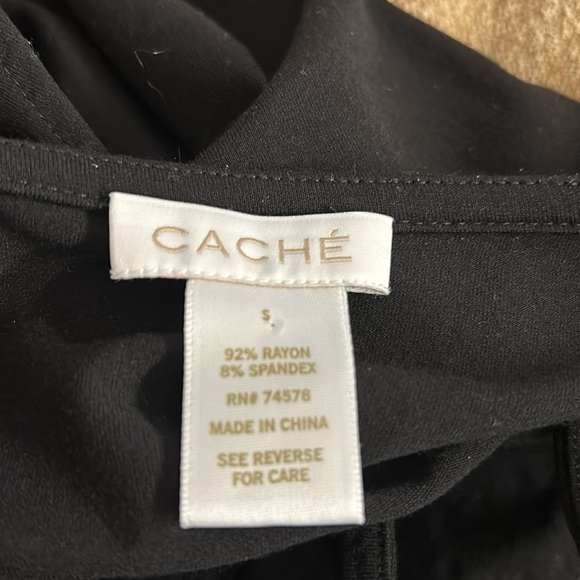 CACHÉ
S
92% RAYON
8% SPANDEX
RN# 74578
MADE IN CHINA
SEE REVERSE
FOR CARE